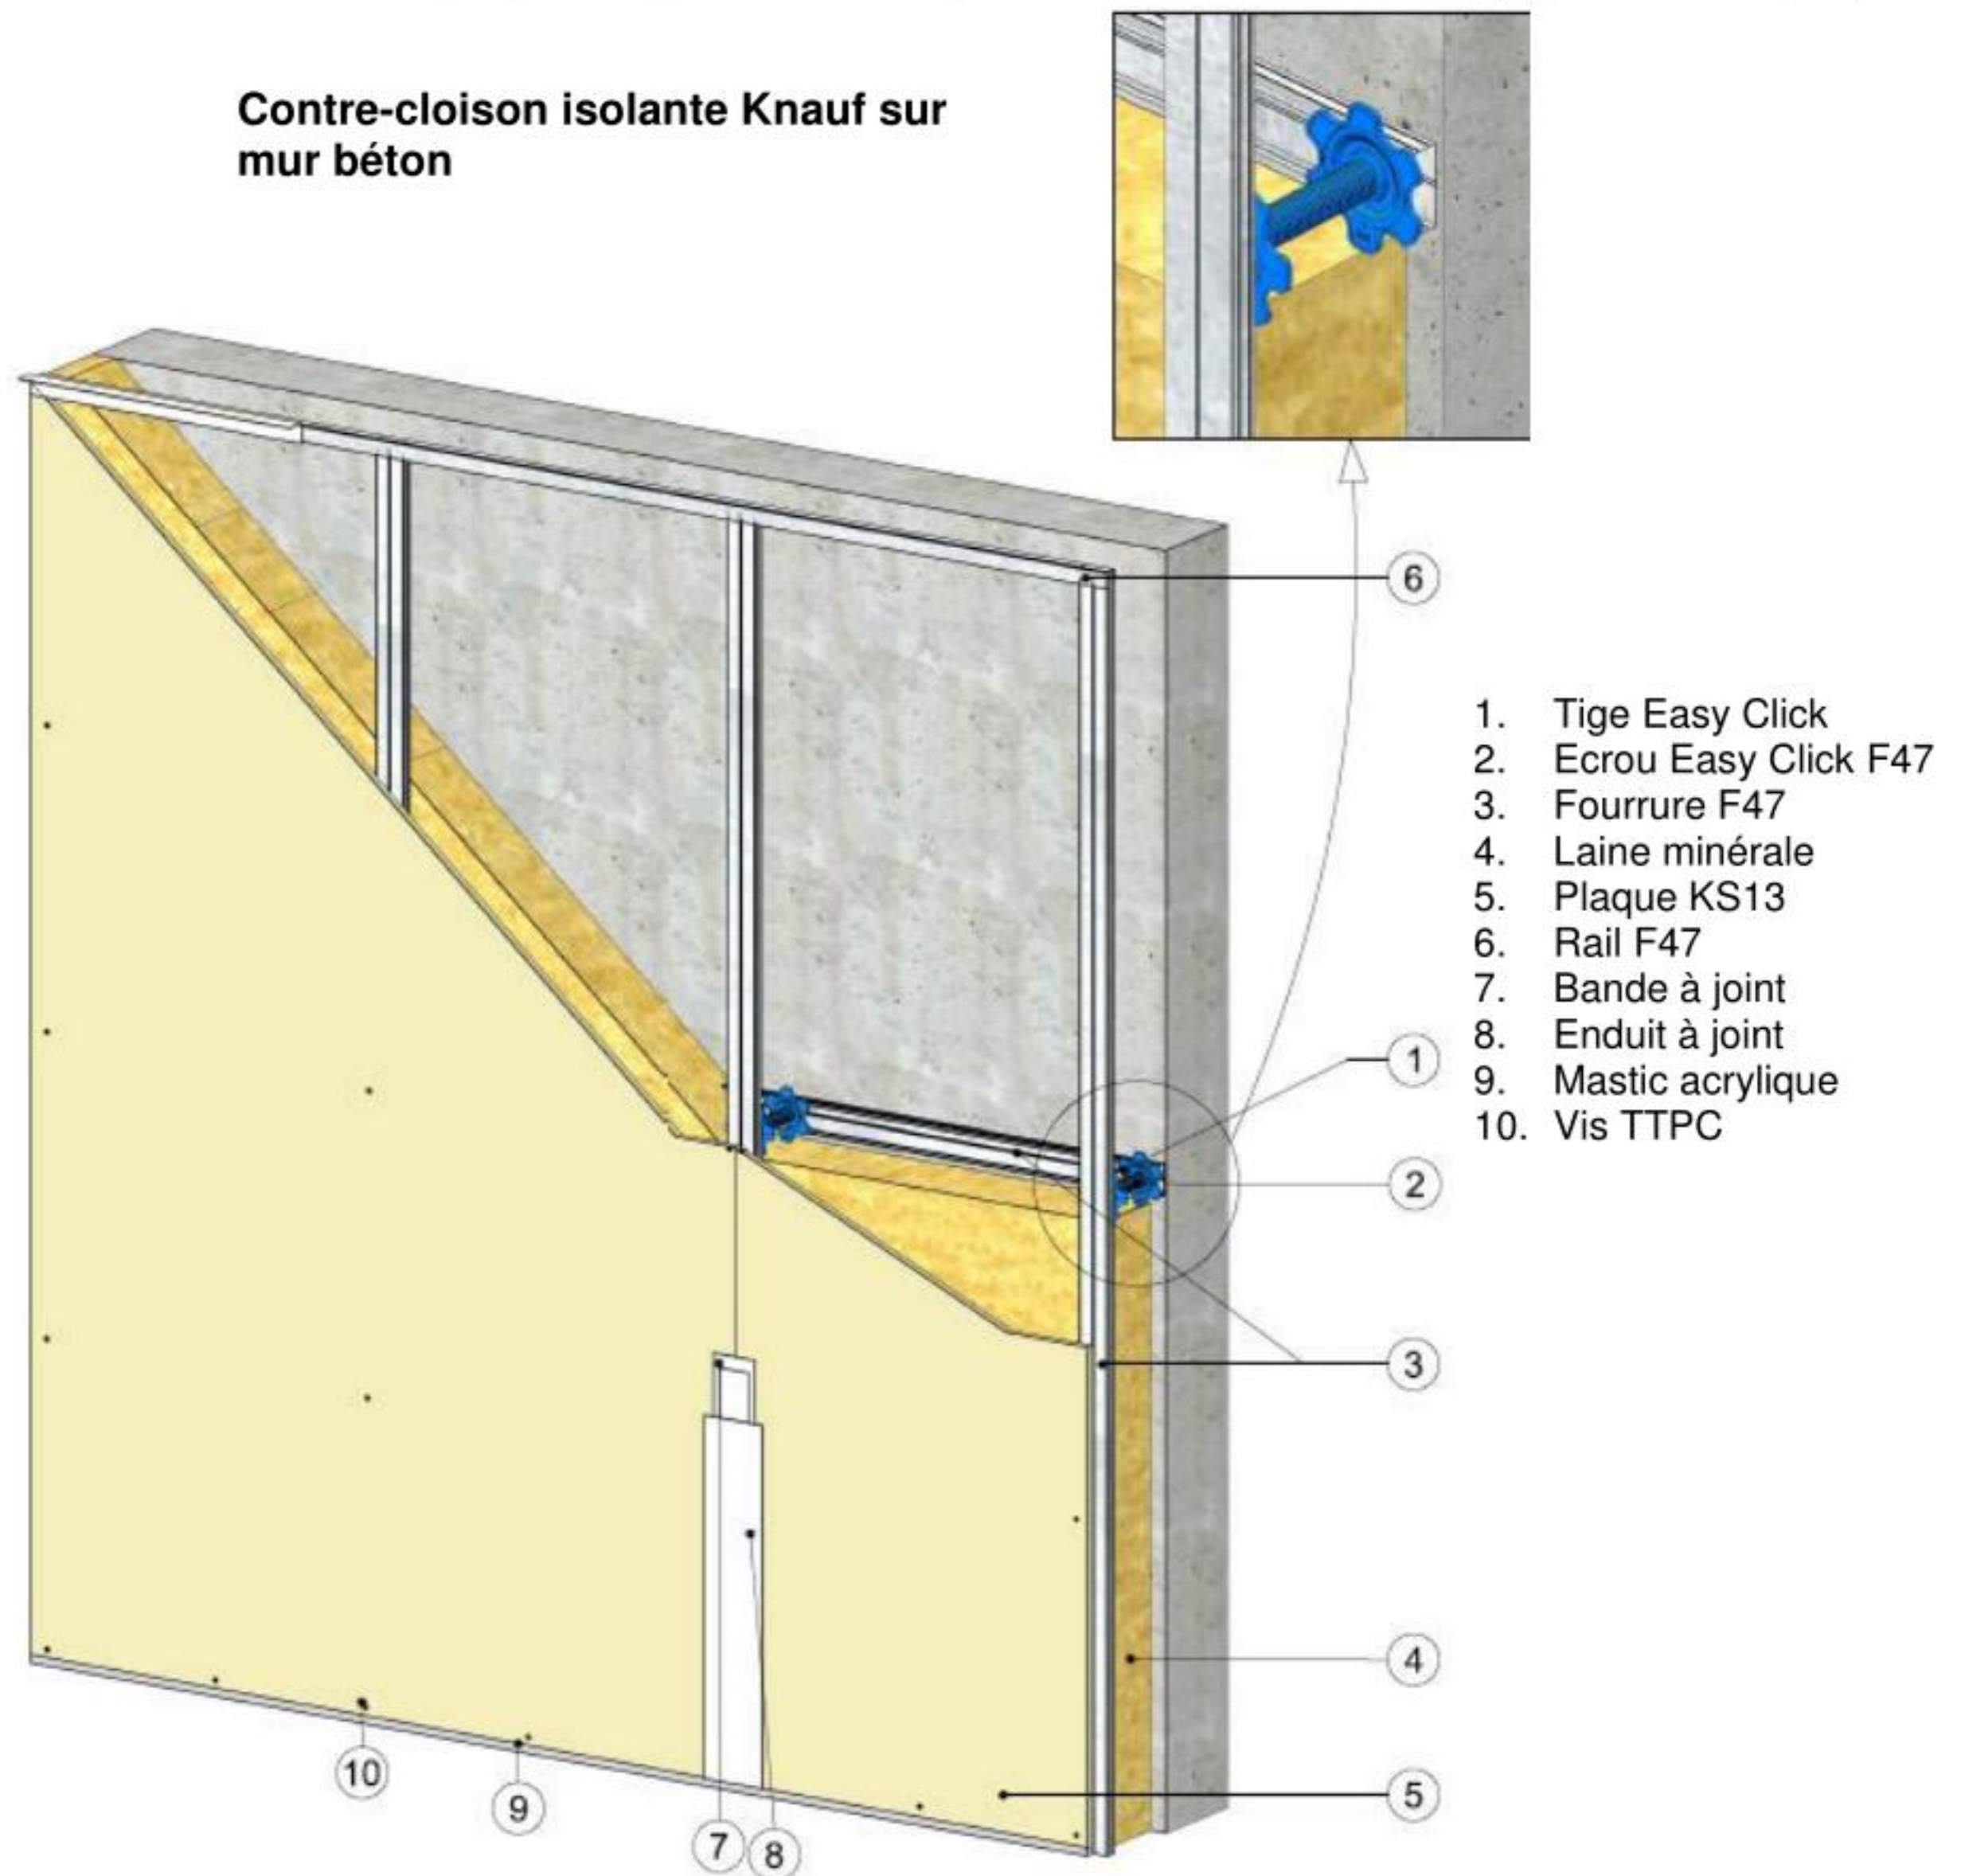 Contre-cloison isolante Knauf sur
mur béton
6
1. Tige Easy Click
2. Ecrou Easy Click F47
3. Fourrure F47
4. Laine minérale
5. Plaque KS13
6. Rail F47
7. Bande à joint
8. Enduit à joint
9. Mastic acrylique
10. Vis TTPC
1
2
3
4
5
10
9
7
8